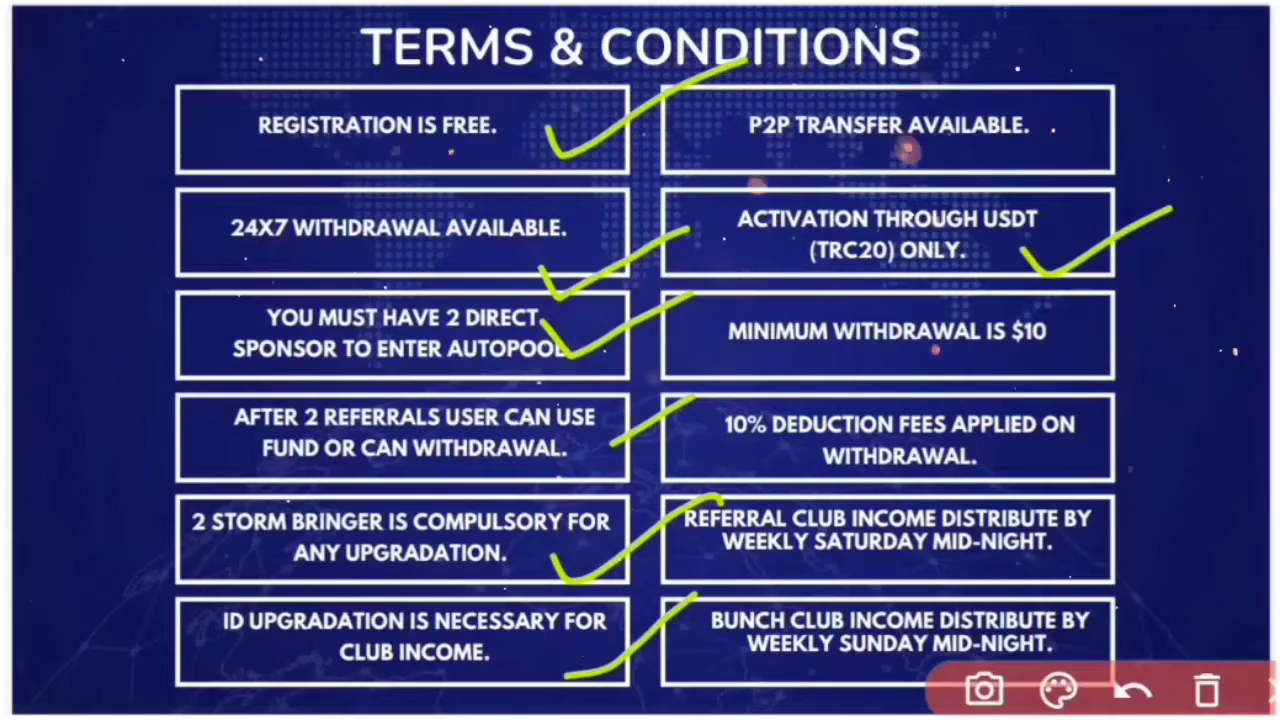 TERMS & CONDITIONS
REGISTRATION IS FREE.
P2P TRANSFER AVAILABLE.
24X7 WITHDRAWAL AVAILABLE.
ACTIVATION THROUGH USDT
(TRC20) ONLY.
YOU MUST HAVE 2 DIRECT
SPONSOR TO ENTER AUTOPOOL
MINIMUM WITHDRAWAL IS $10
AFTER 2 REFERRALS USER CAN USE
FUND OR CAN WITHDRAWAL.
10% DEDUCTION FEES APPLIED ON
WITHDRAWAL.
2 STORM BRINGER IS COMPULSORY FOR
ANY UPGRADATION.
REFERRAL CLUB INCOME DISTRIBUTE BY
WEEKLY SATURDAY MID-NIGHT.
ID UPGRADATION IS NECESSARY FOR
CLUB INCOME.
BUNCH CLUB INCOME DISTRIBUTE BY
WEEKLY SUNDAY MID-NIGHT.